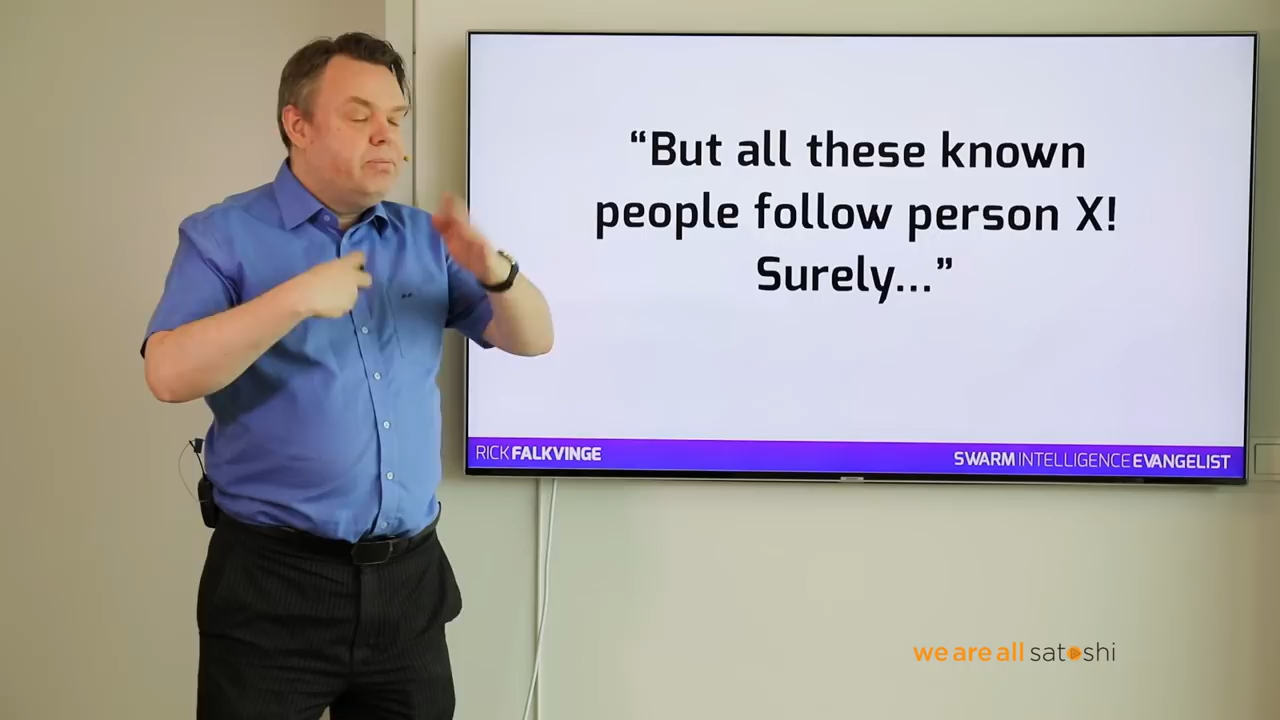 “But all these known
people follow person X!
Surely...”
RICK FALKVINGE
SWARM INTELLIGENCE EVANGELIST
we are all satoshi